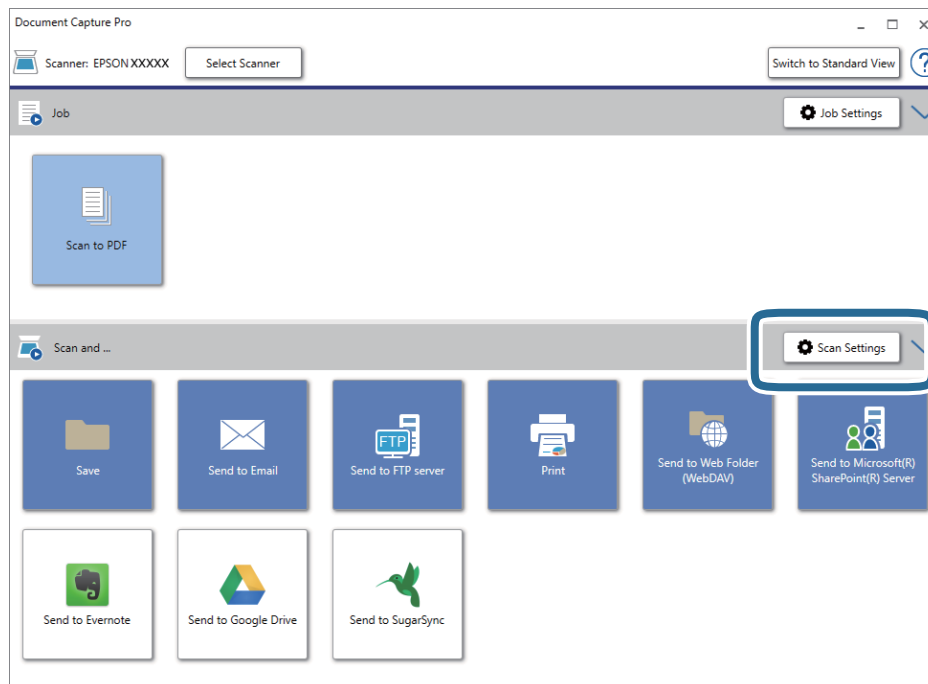 Document Capture Pro
Scanner: EPSON XXXXX
Select Scanner
Switch to Standard View
?
Job
Job Settings
Scan to PDF
Scan and ...
Scan Settings
Save
Send to Email
FTP
Send to FTP server
Print
Send to Web Folder
(WebDAV)
Send to Microsoft(R)
SharePoint(R) Server
Send to Evernote
Send to Google Drive
Send to SugarSync